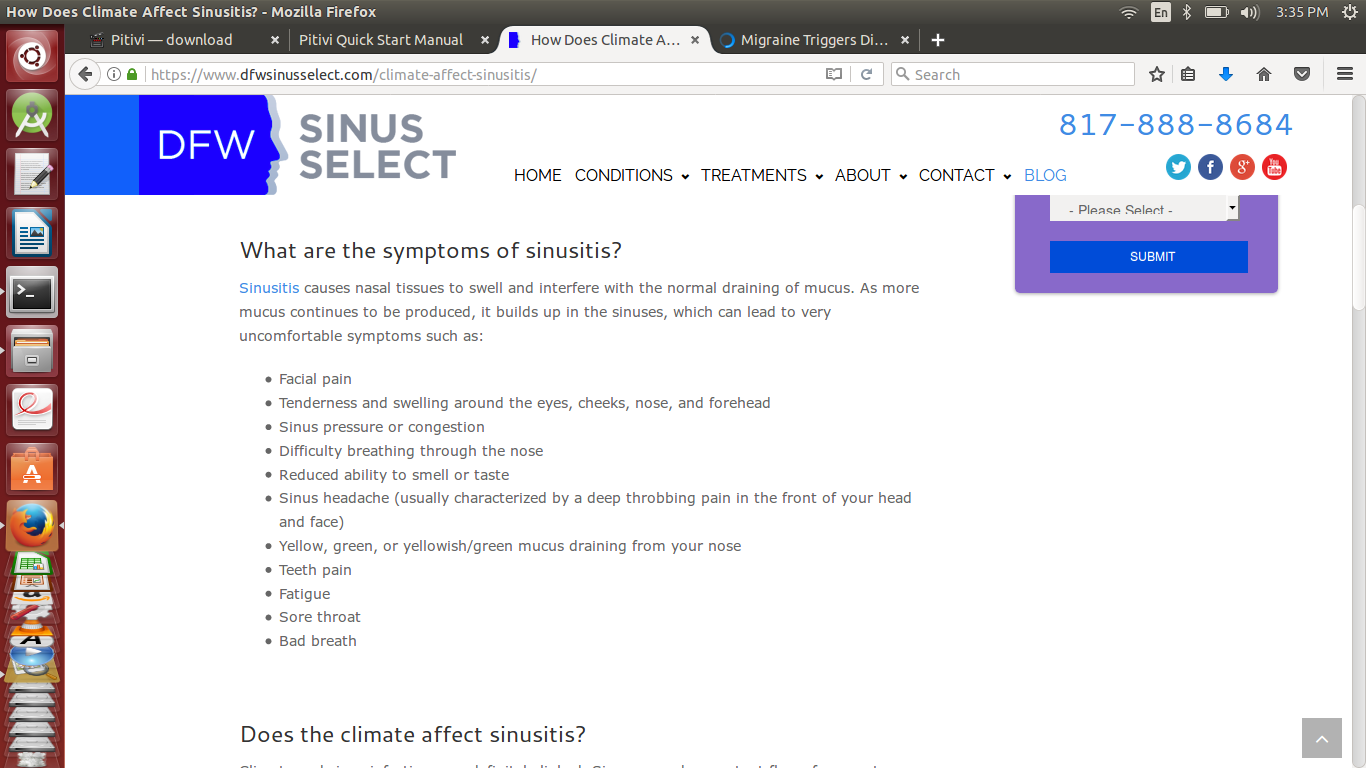 How Does Climate Affect Sinusitis? - Mozilla Firefox
En
3:35 PM
Pitivi — download
Pitivi Quick Start Manual
How Does Climate A...
Migraine Triggers Di...
https://www.dfwsinusselect.com/climate-affect-sinusitis/
Search
DFW
SINUS
SELECT
817-888-8684
HOME CONDITIONS TREATMENTS ABOUT CONTACT BLOG
- Please Select -
SUBMIT
What are the symptoms of sinusitis?
Sinusitis causes nasal tissues to swell and interfere with the normal draining of mucus. As more
mucus continues to be produced, it builds up in the sinuses, which can lead to very
uncomfortable symptoms such as:
Facial pain
Tenderness and swelling around the eyes, cheeks, nose, and forehead
Sinus pressure or congestion
Difficulty breathing through the nose
Reduced ability to smell or taste
Sinus headache (usually characterized by a deep throbbing pain in the front of your head
and face)
Yellow, green, or yellowish/green mucus draining from your nose
Teeth pain
Fatigue
Sore throat
Bad breath
Does the climate affect sinusitis?